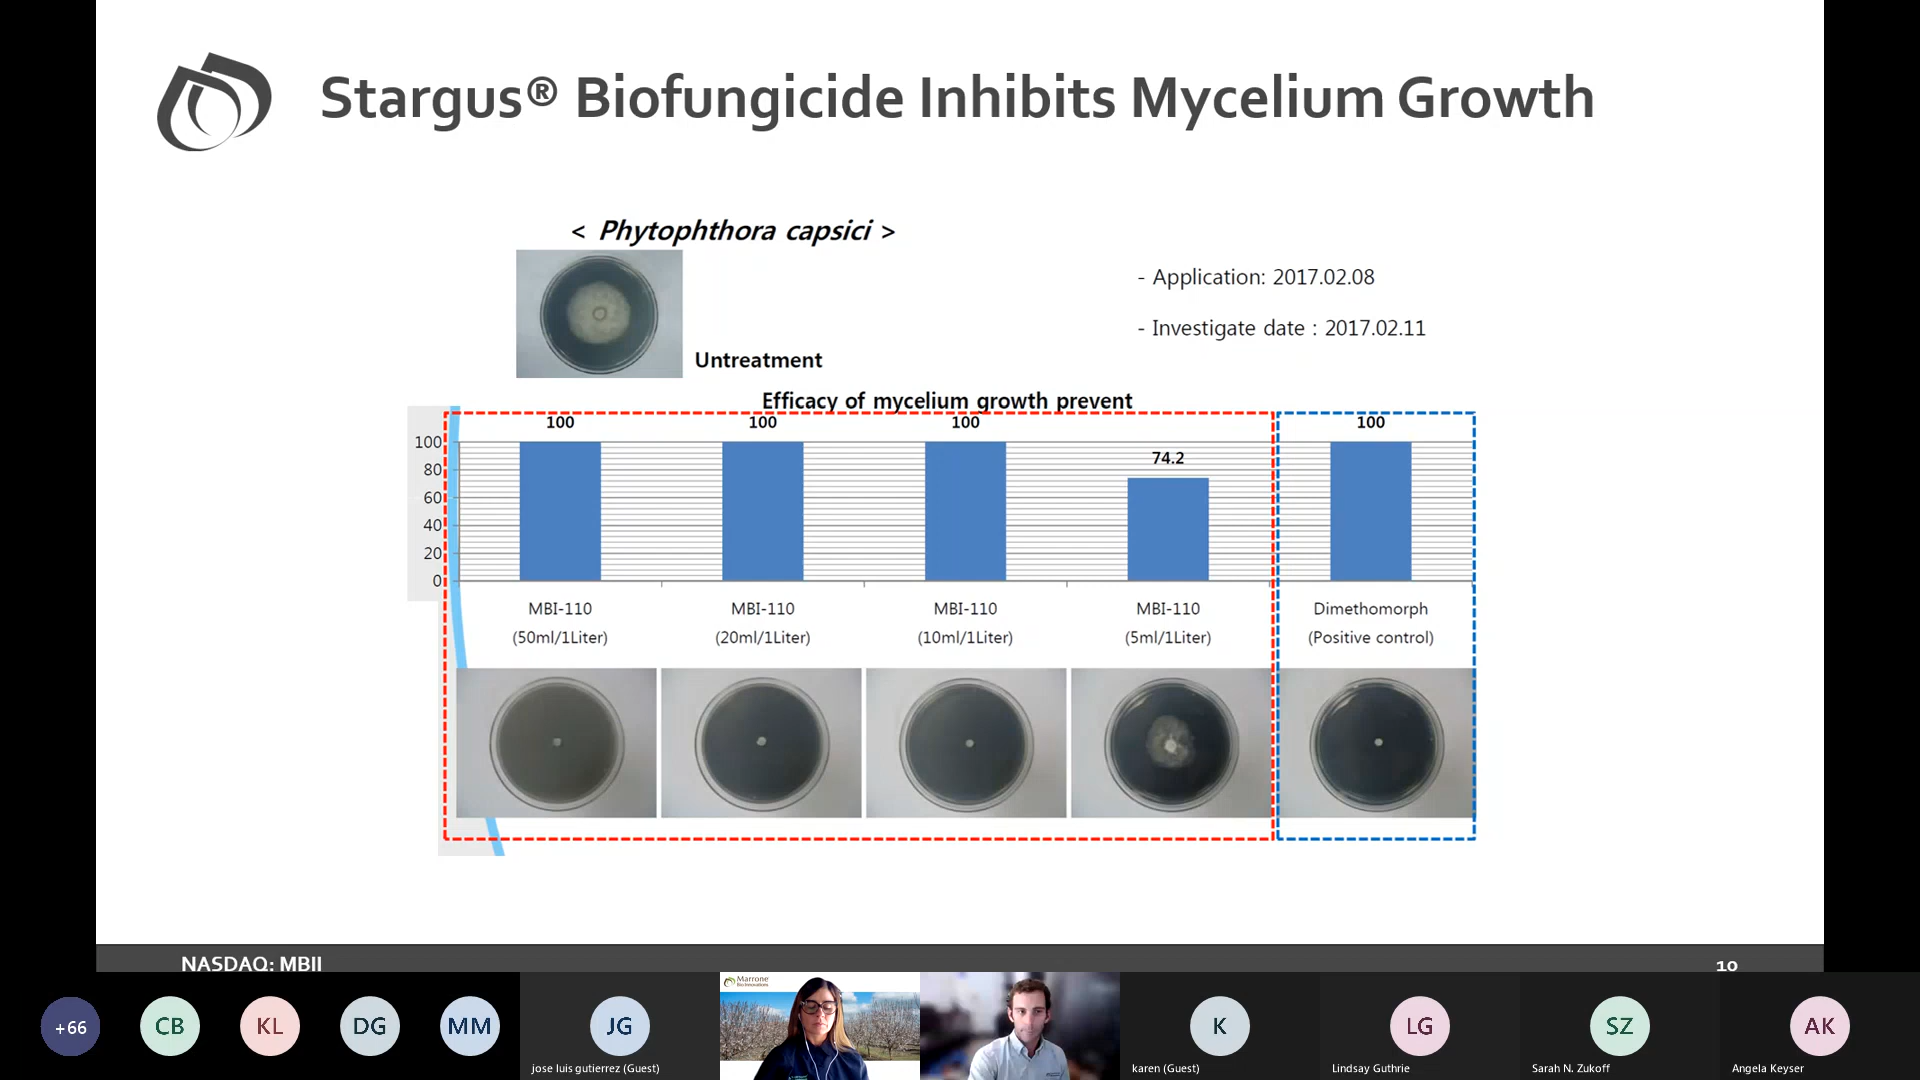 Stargus® Biofungicide Inhibits Mycelium Growth
< Phytophthora capsici >
- Application: 2017.02.08
- Investigate date : 2017.02.11
Untreatment
Efficacy of mycelium growth prevent
100 100 100 74.2 100
100
80
60
40
20
0
MBI-110 MBI-110 MBI-110 MBI-110 Dimethomorph
(50ml/1Liter) (20ml/1Liter) (10ml/1Liter) (5ml/1Liter) (Positive control)
NASDAQ: MBII 10
Marrone
Bio Innovations
+66 CB KL DG MM JG K LG SZ AK
jose luis gutierrez (Guest) karen (Guest) Lindsay Guthrie Sarah N. Zukoff Angela Keyser